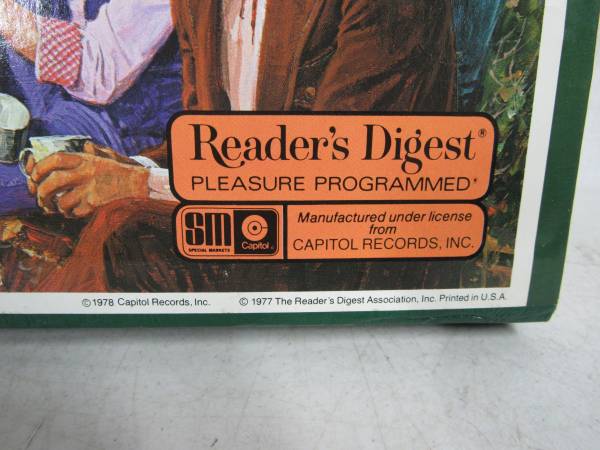 Reader's Digest®
PLEASURE PROGRAMMED®
SM
SPECIAL MARKETS
Capitol®
Manufactured under license
from
CAPITOL RECORDS, INC.
©1978 Capitol Records, Inc. © 1977 The Reader's Digest Association, Inc. Printed in U.S.A.